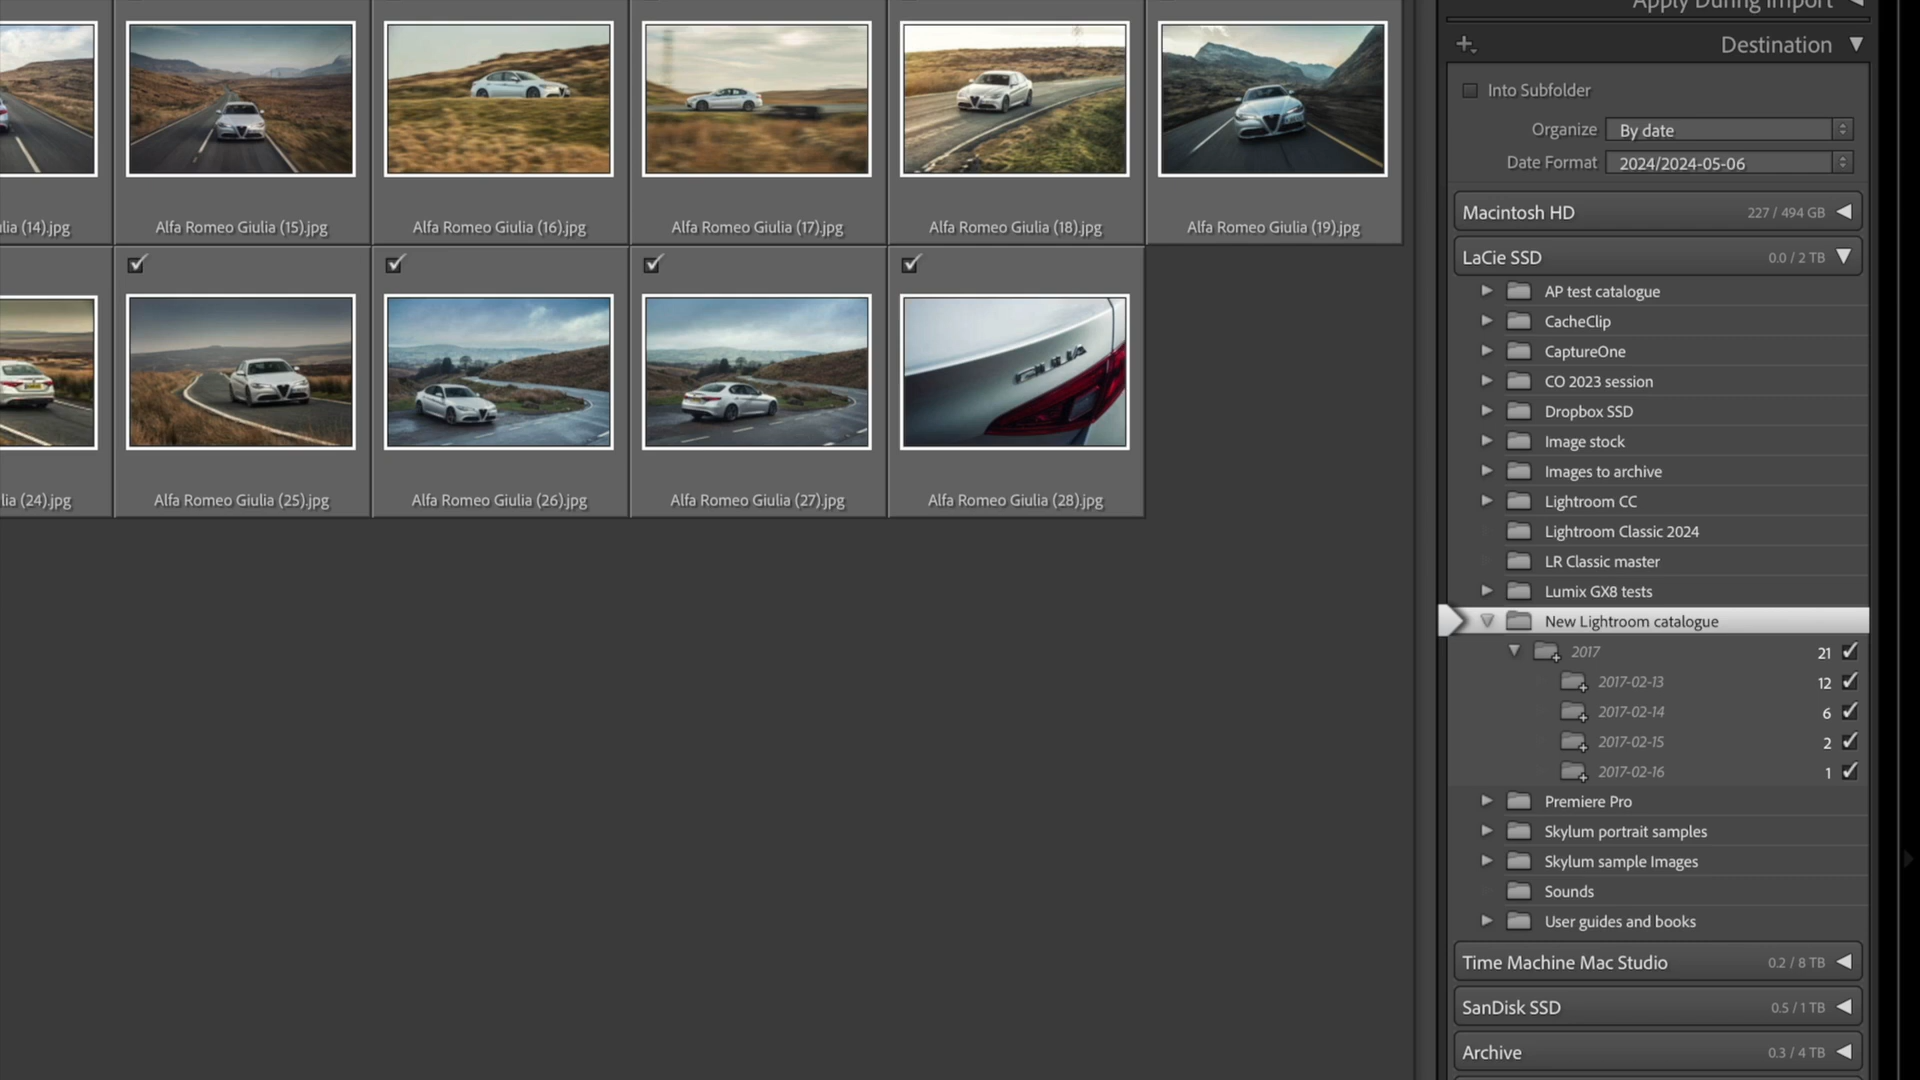 Apply During Import
Destination
Into Subfolder
Organize By date
Date Format 2024/2024-05-06
Macintosh HD 227 / 494 GB
LaCie SSD 0.0 / 2 TB
AP test catalogue
CacheClip
CaptureOne
CO 2023 session
Dropbox SSD
Image stock
Images to archive
Lightroom CC
Lightroom Classic 2024
LR Classic master
Lumix GX8 tests
New Lightroom catalogue
2017 21
2017-02-13 12
2017-02-14 6
2017-02-15 2
2017-02-16 1
Premiere Pro
Skylum portrait samples
Skylum sample Images
Sounds
User guides and books
Time Machine Mac Studio 0.2 / 8 TB
SanDisk SSD 0.5 / 1 TB
Archive 0.3 / 4 TB
lia (14).jpg
Alfa Romeo Giulia (15).jpg
Alfa Romeo Giulia (16).jpg
Alfa Romeo Giulia (17).jpg
Alfa Romeo Giulia (18).jpg
Alfa Romeo Giulia (19).jpg
GIULIA
lia (24).jpg
Alfa Romeo Giulia (25).jpg
Alfa Romeo Giulia (26).jpg
Alfa Romeo Giulia (27).jpg
Alfa Romeo Giulia (28).jpg